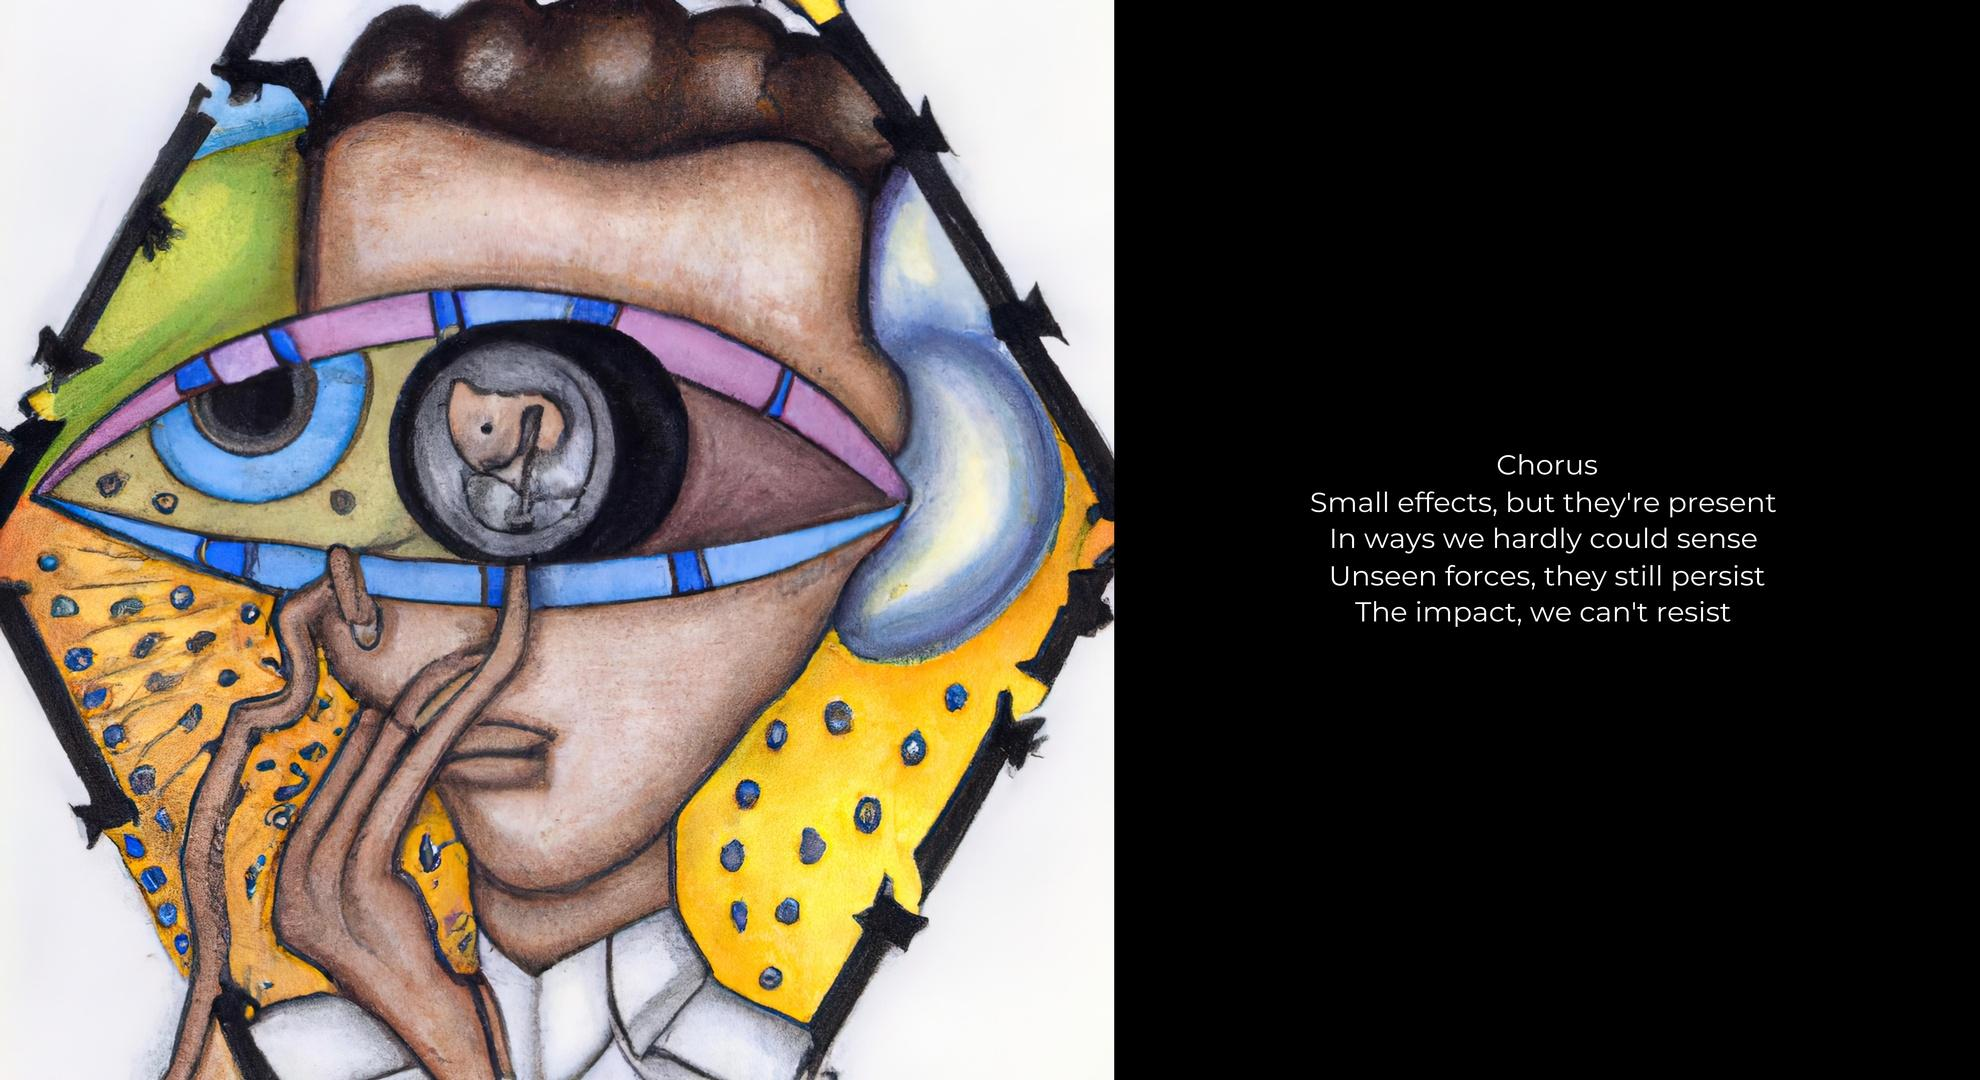 Chorus
Small effects, but they're present
In ways we hardly could sense
Unseen forces, they still persist
The impact, we can't resist